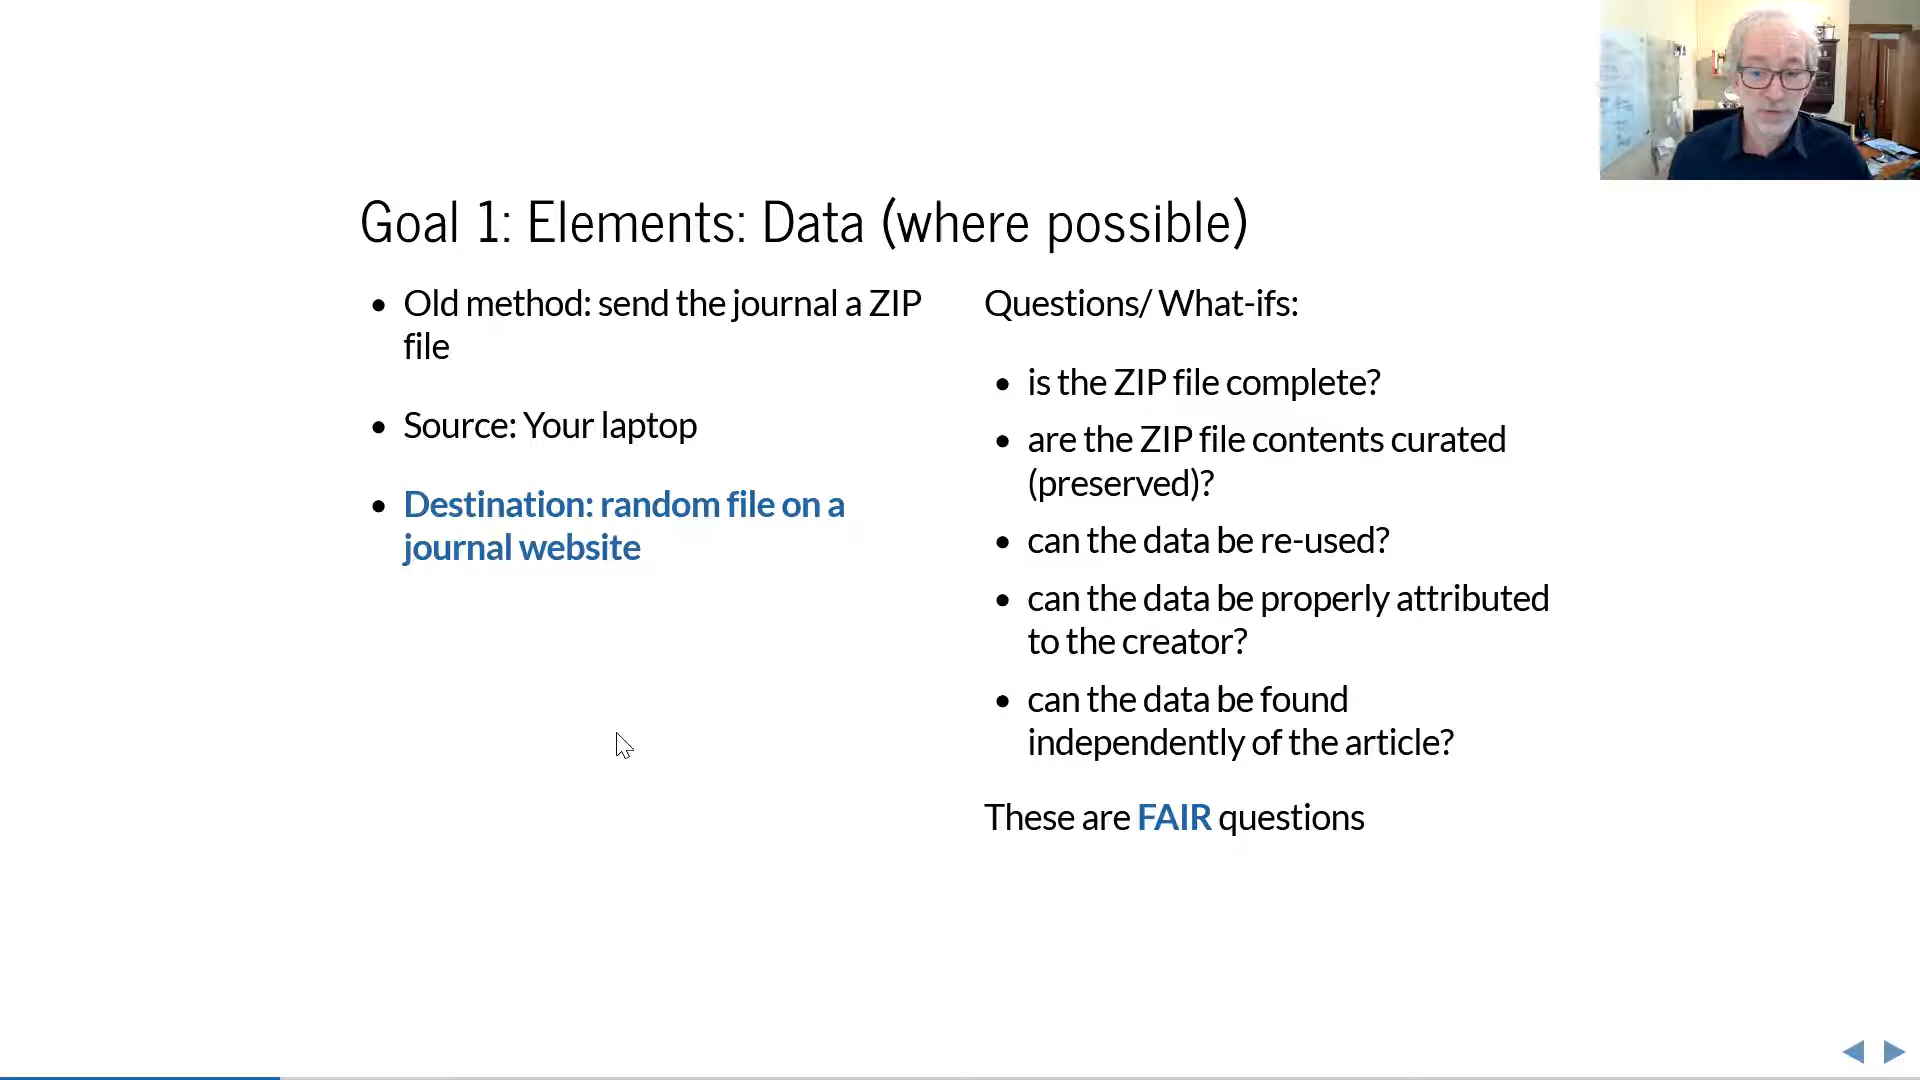 Goal 1: Elements: Data (where possible)
Old method: send the journal a ZIP
file
Source: Your laptop
Destination: random file on a
journal website
Questions/ What-ifs:
is the ZIP file complete?
are the ZIP file contents curated
(preserved)?
can the data be re-used?
can the data be properly attributed
to the creator?
can the data be found
independently of the article?
These are FAIR questions